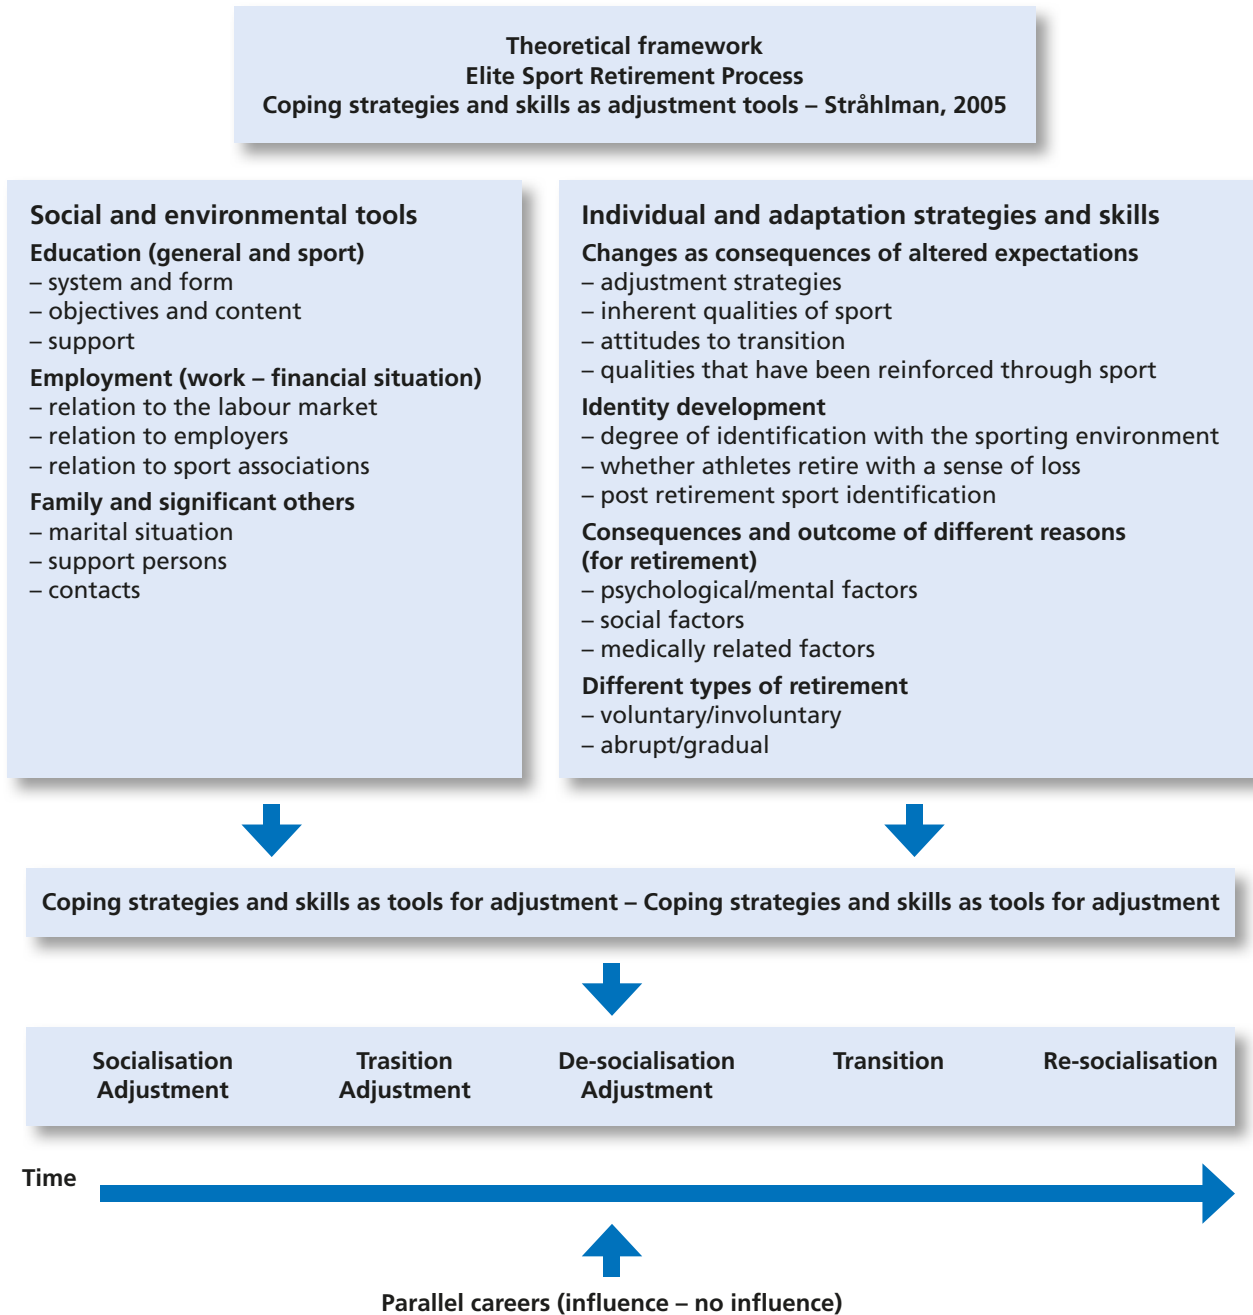 Theoretical framework
Elite Sport Retirement Process
Coping strategies and skills as adjustment tools – Stråhlman, 2005
Social and environmental tools
Education (general and sport)
– system and form
– objectives and content
– support
Employment (work – financial situation)
– relation to the labour market
– relation to employers
– relation to sport associations
Family and significant others
– marital situation
– support persons
– contacts
Individual and adaptation strategies and skills
Changes as consequences of altered expectations
– adjustment strategies
– inherent qualities of sport
– attitudes to transition
– qualities that have been reinforced through sport
Identity development
– degree of identification with the sporting environment
– whether athletes retire with a sense of loss
– post retirement sport identification
Consequences and outcome of different reasons
(for retirement)
– psychological/mental factors
– social factors
– medically related factors
Different types of retirement
– voluntary/involuntary
– abrupt/gradual
Coping strategies and skills as tools for adjustment – Coping strategies and skills as tools for adjustment
Socialisation
Adjustment
Trasition
Adjustment
De-socialisation
Adjustment
Transition
Re-socialisation
Time
Parallel careers (influence – no influence)